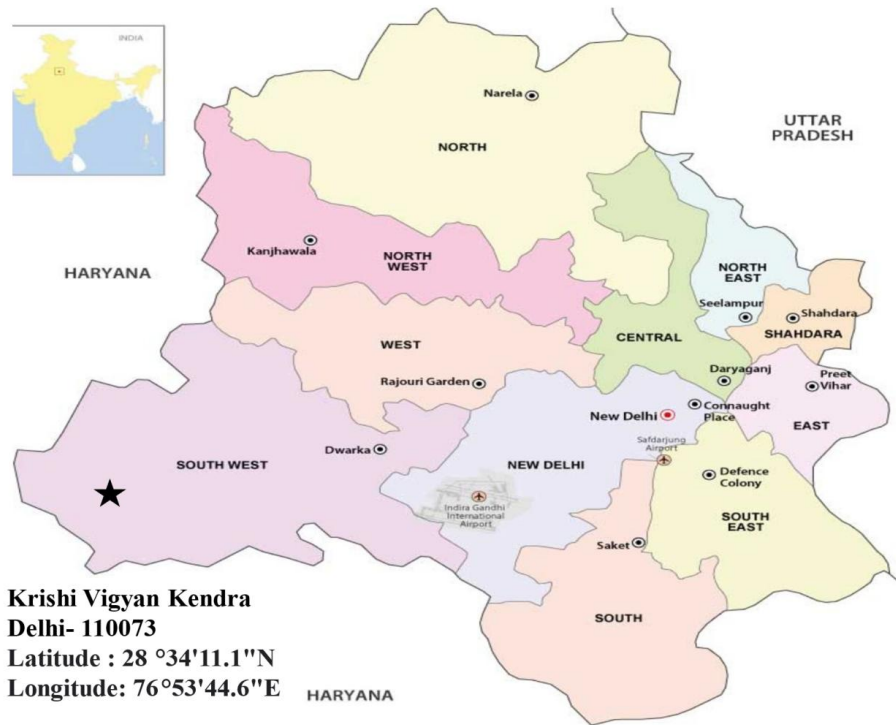 INDIA
UTTAR
PRADESH
Narela
NORTH
Kanjhawala
NORTH
WEST
HARYANA
NORTH
EAST
Seelampur
Shahdara
SHAHDARA
CENTRAL
WEST
Rajouri Garden
Daryaganj
Preet
Vihar
New Delhi
Connaught
Place
EAST
Safdarjung
Airport
Dwarka
SOUTH WEST
NEW DELHI
Defence
Colony
Indira Gandhi
International
Airport
SOUTH
EAST
Saket
SOUTH
Krishi Vigyan Kendra
Delhi- 110073
Latitude : 28 °34'11.1"N
Longitude: 76°53'44.6"E
HARYANA